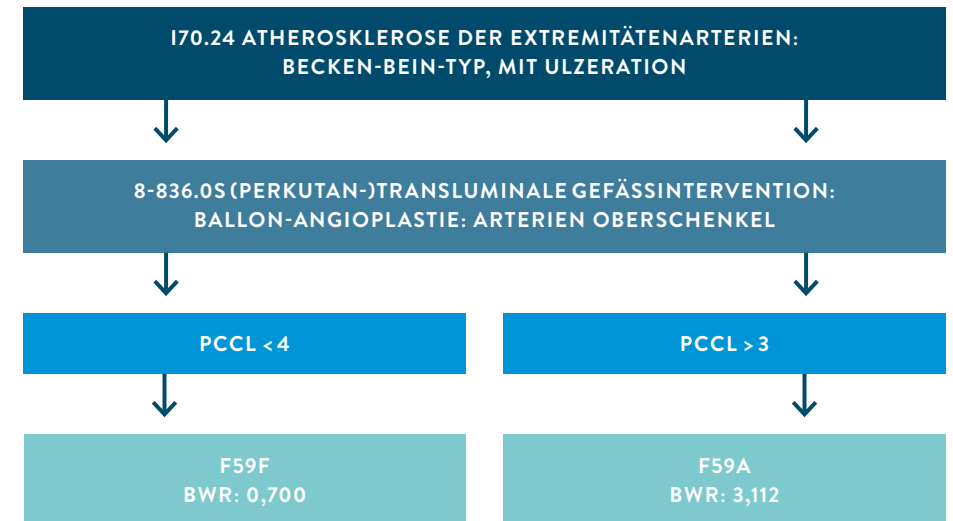 I70.24 ATHEROSKLEROSE DER EXTREMITÄTENARTERIEN:
BECKEN-BEIN-TYP, MIT ULZERATION
8-836.0S (PERKUTAN-)TRANSLUMINALE GEFÄSSINTERVENTION:
BALLON-ANGIOPLASTIE: ARTERIEN OBERSCHENKEL
PCCL < 4
PCCL > 3
F59F
BWR: 0,700
F59A
BWR: 3,112